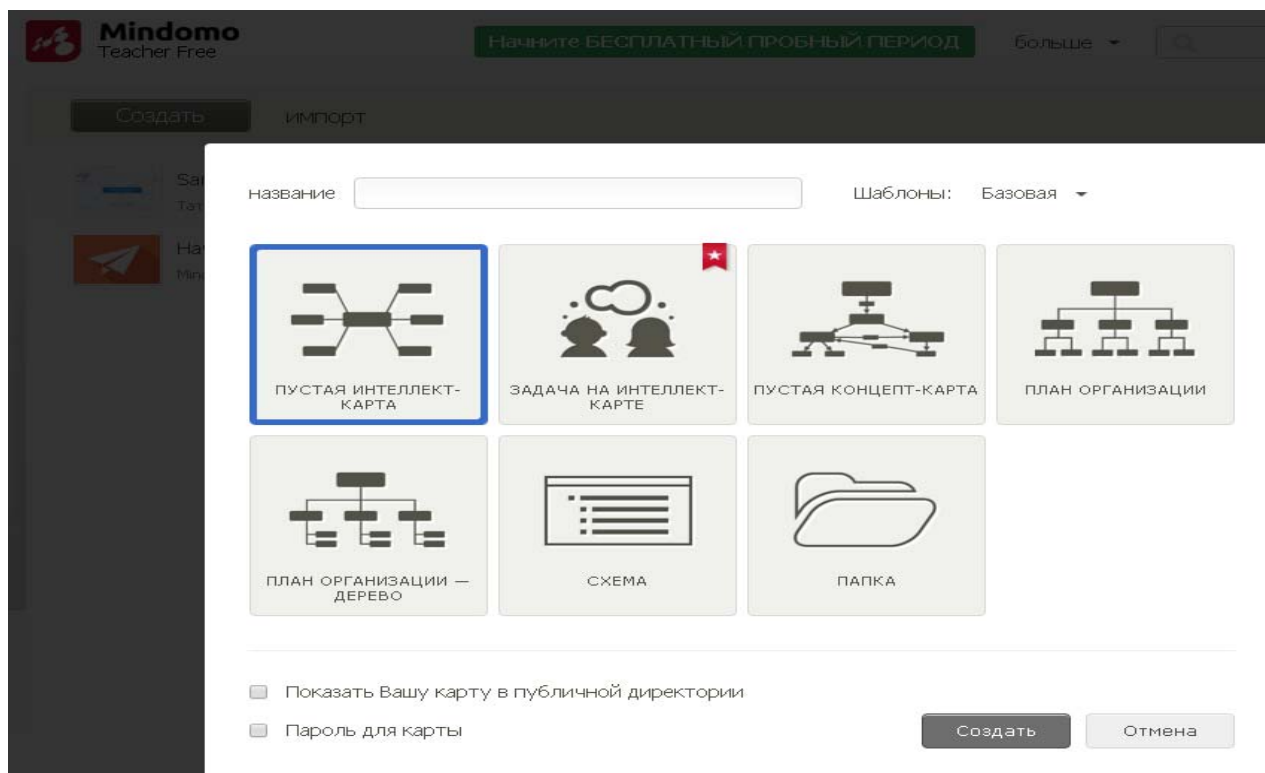 Mindomo
Teacher Free
Начните БЕСПЛАТНЫЙ ПРОБНЫЙ ПЕРИОД
больше
Создать
импорт
название
Шаблоны: Базовая
ПУСТАЯ ИНТЕЛЛЕКТ-
КАРТА
ЗАДАЧА НА ИНТЕЛЛЕКТ-
КАРТЕ
ПУСТАЯ КОНЦЕПТ-КАРТА
ПЛАН ОРГАНИЗАЦИИ
ПЛАН ОРГАНИЗАЦИИ —
ДЕРЕВО
СХЕМА
ПАПКА
Показать Вашу карту в публичной директории
Пароль для карты
Создать
Отмена